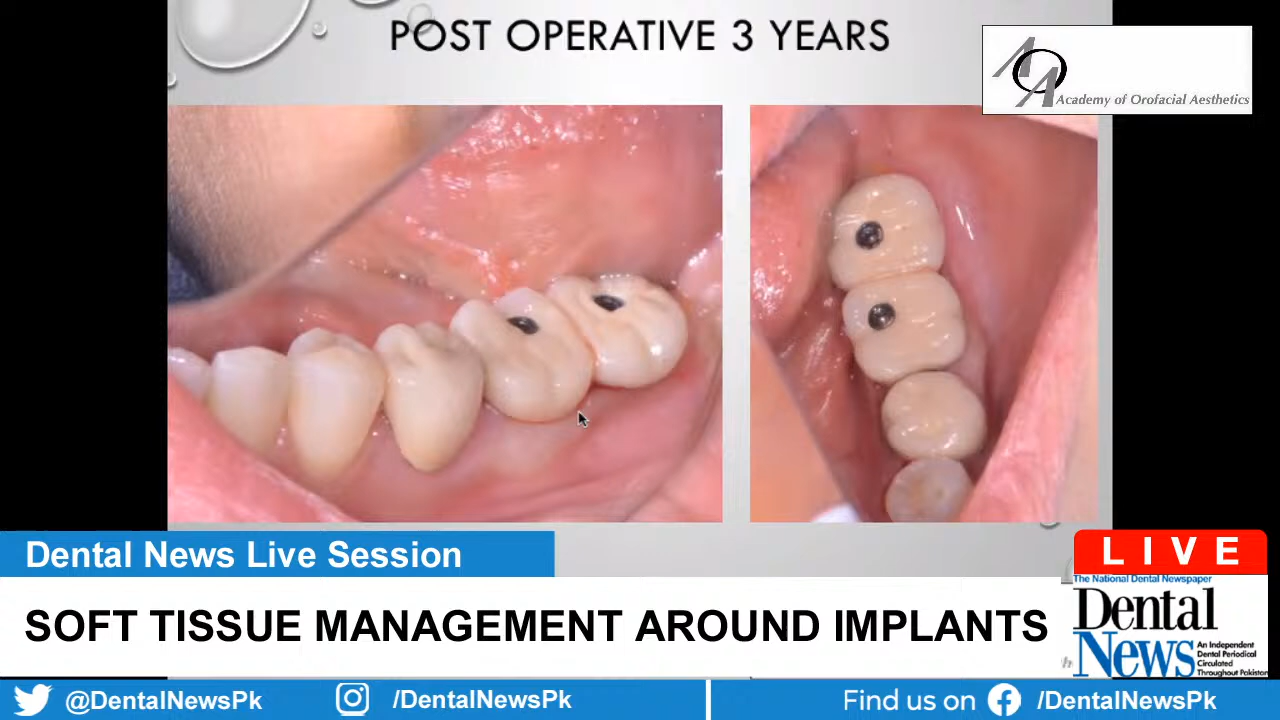 POST OPERATIVE 3 YEARS
AOA
Academy of Orofacial Aesthetics
Dental News Live Session
LIVE
SOFT TISSUE MANAGEMENT AROUND IMPLANTS
The National Dental Newspaper
Dental
News
An Independent
Dental Periodical
Circulated
Throughout Pakistan
@DentalNewsPk
/DentalNewsPk
Find us on
/DentalNewsPk